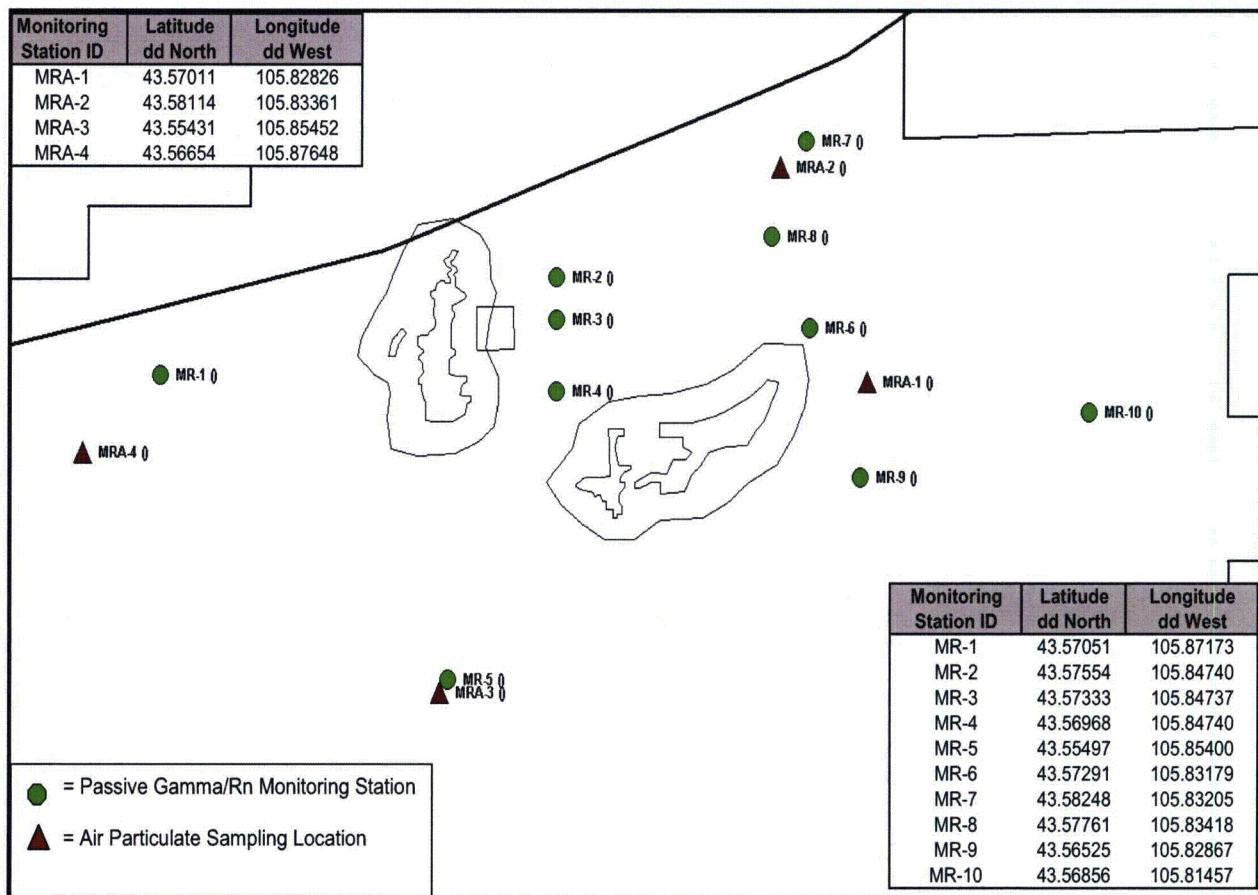 Monitoring Station ID Latitude dd North Longitude dd West
MRA-1 43.57011 105.82826
MRA-2 43.58114 105.83361
MRA-3 43.55431 105.85452
MRA-4 43.56654 105.87648
MR-7 ()
MRA-2 ()
MR-8 ()
MR-2 ()
MR-3 ()
MR-6 ()
MR-1 ()
MRA-1 ()
MR-4 ()
MR-10 ()
MRA-4 ()
MR-9 ()
MR-5 ()
MRA-3 ()
Monitoring Station ID Latitude dd North Longitude dd West
MR-1 43.57051 105.87173
MR-2 43.57554 105.84740
MR-3 43.57333 105.84737
MR-4 43.56968 105.84740
MR-5 43.55497 105.85400
MR-6 43.57291 105.83179
MR-7 43.58248 105.83205
MR-8 43.57761 105.83418
MR-9 43.56525 105.82867
MR-10 43.56856 105.81457
= Passive Gamma/Rn Monitoring Station
= Air Particulate Sampling Location